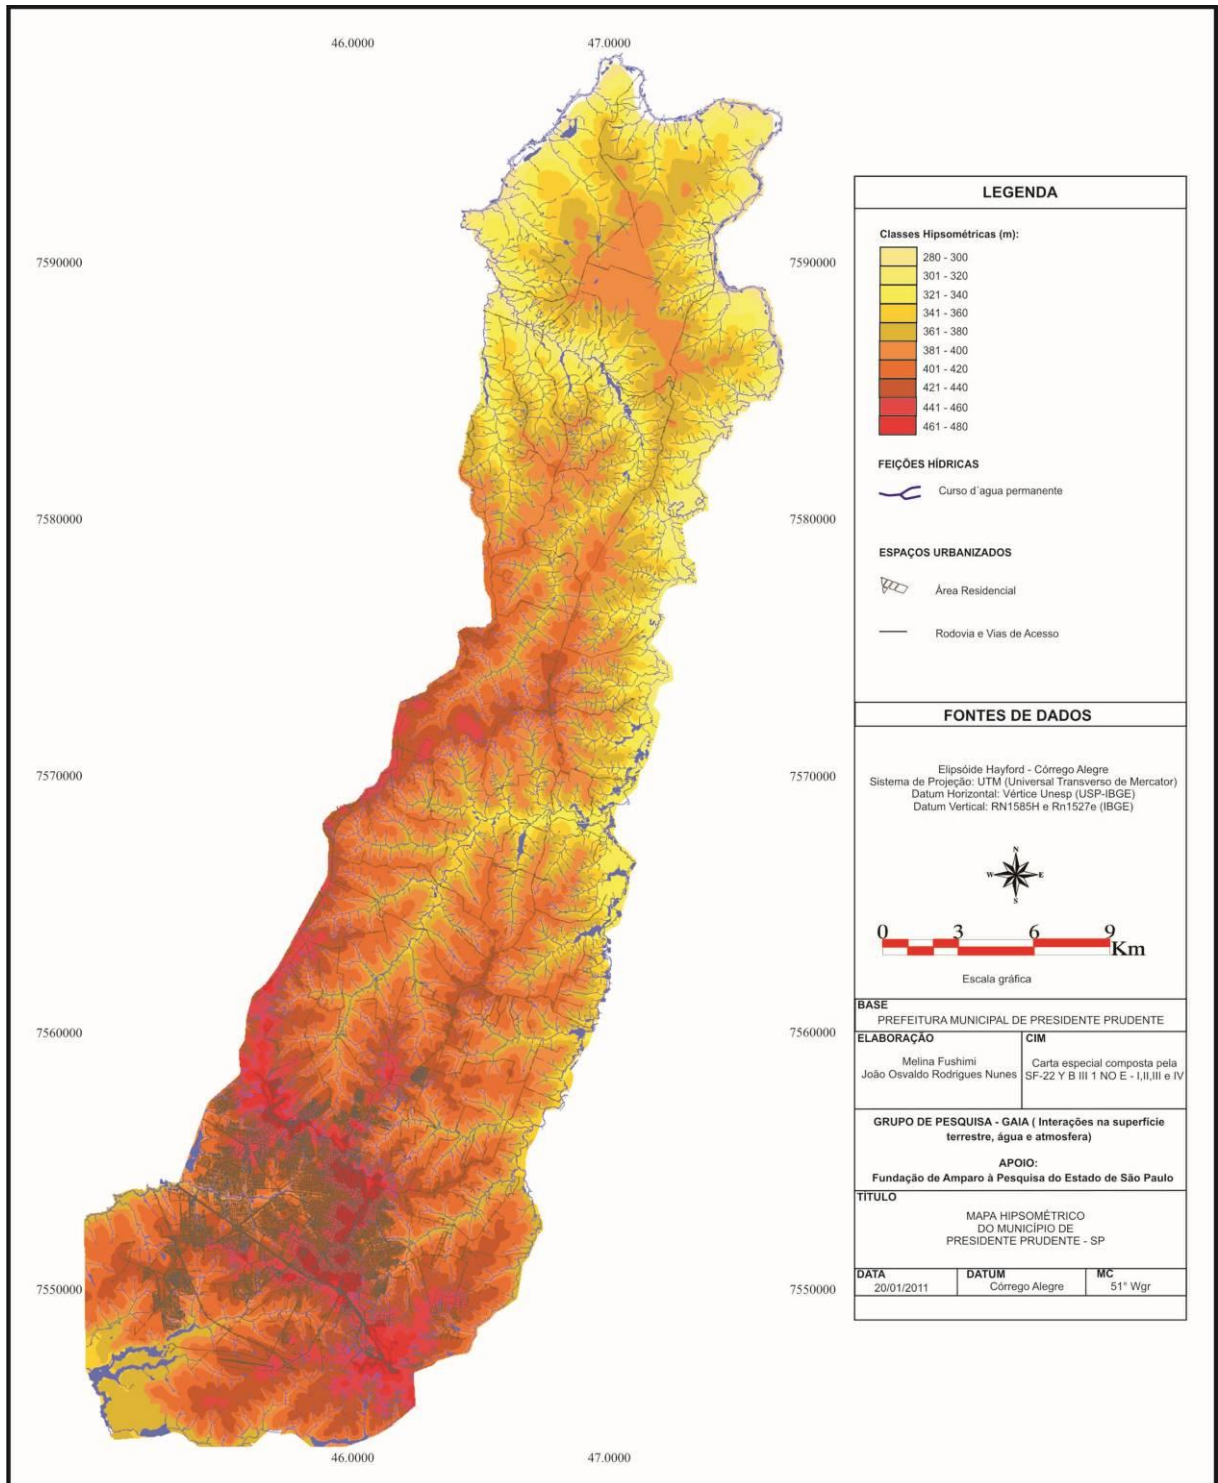 46.0000
47.0000
7590000
7590000
7580000
7580000
7570000
7570000
7560000
7560000
7550000
7550000
46.0000
47.0000
LEGENDA
Classes Hipsométricas (m):
280 - 300
301 - 320
321 - 340
341 - 360
361 - 380
381 - 400
401 - 420
421 - 440
441 - 460
461 - 480
FEIÇÕES HÍDRICAS
Curso d´agua permanente
ESPAÇOS URBANIZADOS
Área Residencial
Rodovia e Vias de Acesso
FONTES DE DADOS
Elipsóide Hayford - Córrego Alegre
Sistema de Projeção: UTM (Universal Transverso de Mercator)
Datum Horizontal: Vértice Unesp (USP-IBGE)
Datum Vertical: RN1585H e Rn1527e (IBGE)
N
W E
S
0 3 6 9
Km
Escala gráfica
BASE
PREFEITURA MUNICIPAL DE PRESIDENTE PRUDENTE
ELABORAÇÃO
Melina Fushimi
João Osvaldo Rodrigues Nunes
CIM
Carta especial composta pela
SF-22 Y B III 1 NO E - I,II,III e IV
GRUPO DE PESQUISA - GAIA ( Interações na superfície
terrestre, água e atmosfera)
APOIO:
Fundação de Amparo à Pesquisa do Estado de São Paulo
TÍTULO
MAPA HIPSOMÉTRICO
DO MUNICÍPIO DE
PRESIDENTE PRUDENTE - SP
DATA
20/01/2011
DATUM
Córrego Alegre
MC
51° Wgr